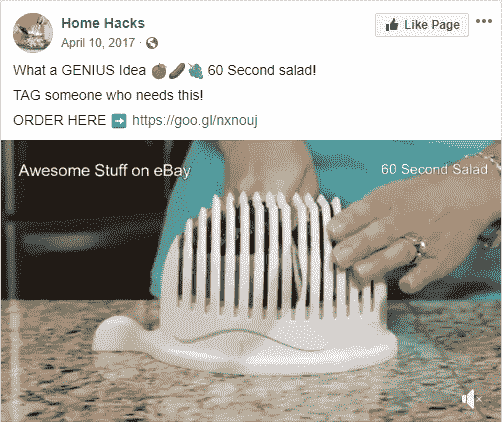 Home Hacks
Like Page
April 10, 2017
What a GENIUS Idea 🍅🥒🍇 60 Second salad!
TAG someone who needs this!
ORDER HERE ➡ https://goo.gl/nxnouj
Awesome Stuff on eBay
60 Second Salad